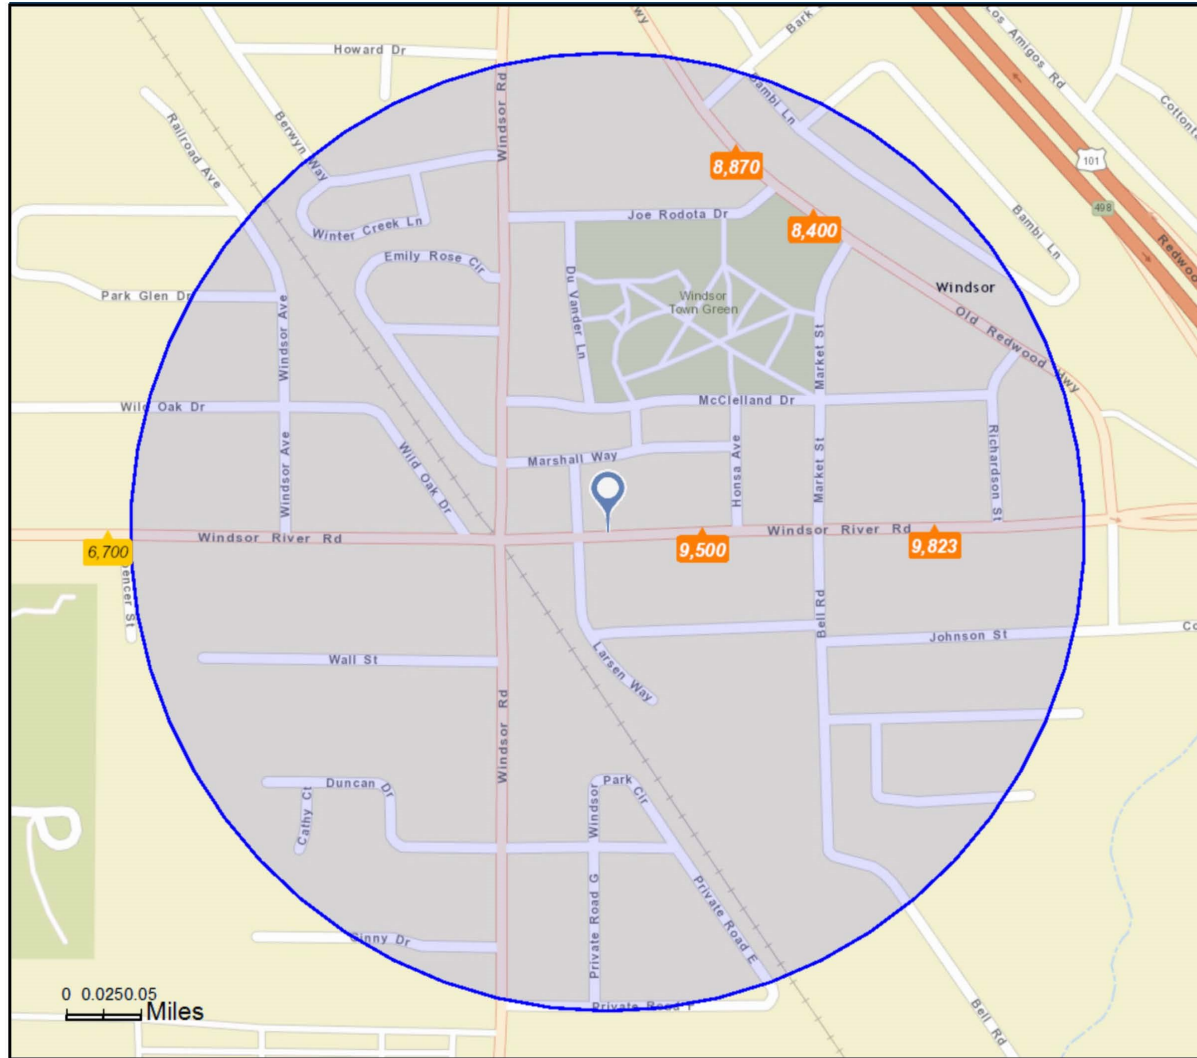 Howard Dr
Bark
Los Amigos Rd
Windsor Rd
Bambi Ln
Railroad Ave
Berwyn Way
101
8,870
498
Winter Creek Ln
Joe Rodota Dr
8,400
Bambi Ln
Emily Rose Cir
Du Vander Ln
Park Glen Dr
Windsor Ave
Windsor
Town Green
Windsor
Market St
Old Redwood Hwy
Wild Oak Dr
McClelland Dr
Windsor Ave
Wild Oak Dr
Marshall Way
Honsa Ave
Market St
Richardson St
6,700
Windsor River Rd
9,500
Windsor River Rd
9,823
Bell Rd
Johnson St
Wall St
Larsen Way
Windsor Rd
Duncan Dr
Cathy Ct
Windsor Park Cir
Private Road G
Private Road E
Ginny Dr
Bell Rd
0 0.0250.05
Miles